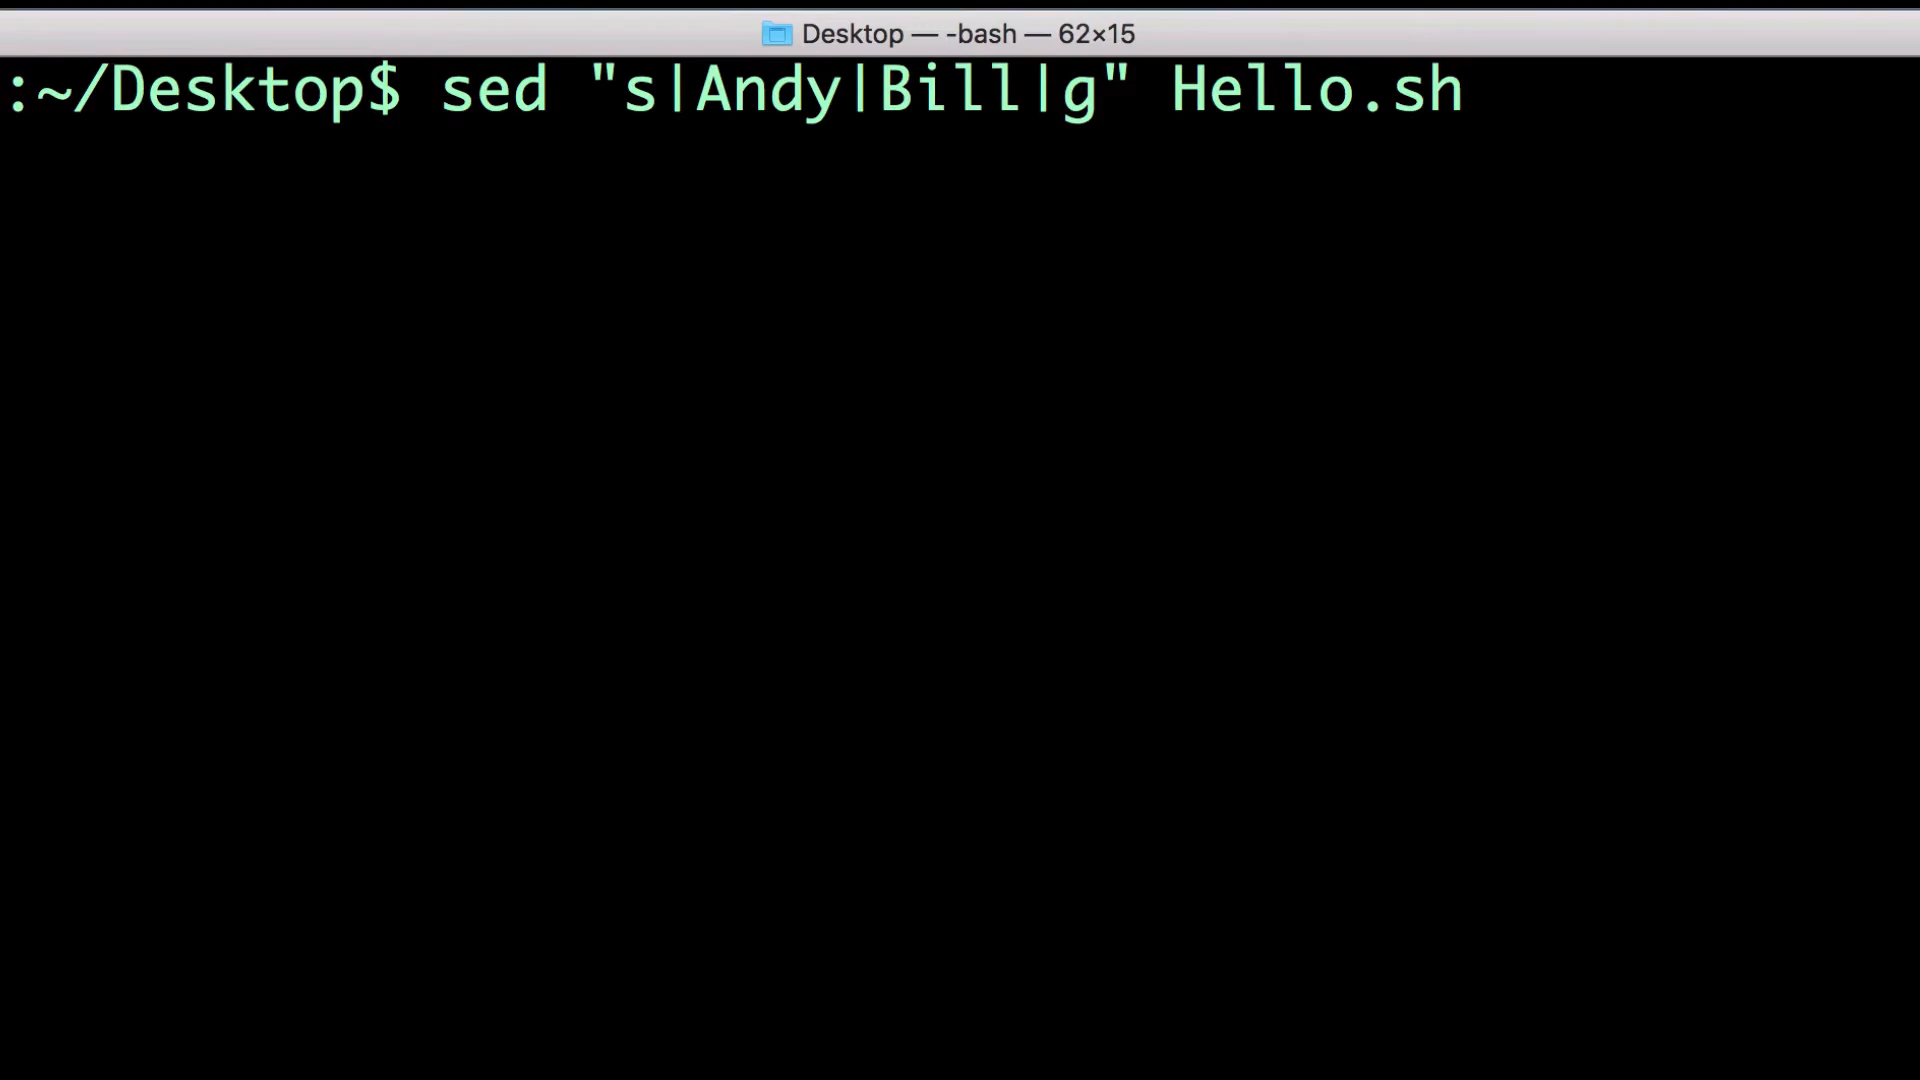 Desktop — -bash — 62×15
:~/Desktop$ sed "s|Andy|Bill|g" Hello.sh